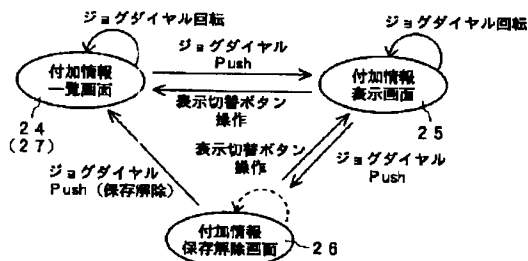 ジョグダイヤル回転
ジョグダイヤル回転
ジョグダイヤル
Push
付加情報
一覧画面
付加情報
表示画面
表示切替ボタン
操作
24
(27)
25
ジョグダイヤル
Push (保存解除)
表示切替ボタン
操作
ジョグダイヤル
Push
付加情報
保存解除画面
26